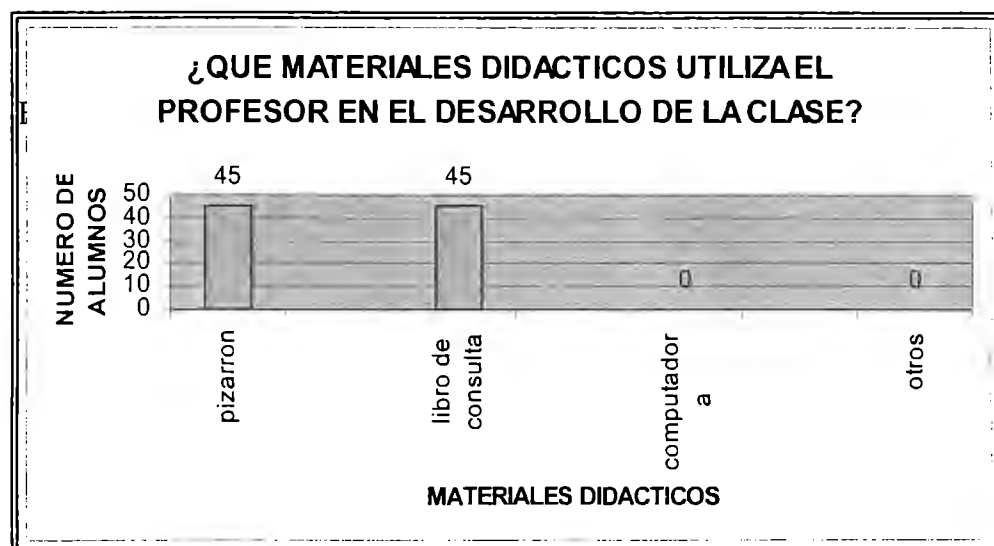 ¿QUE MATERIALES DIDACTICOS UTILIZA EL
PROFESOR EN EL DESARROLLO DE LA CLASE?
NUMERO DE
ALUMNOS
50
40
30
20
10
0
45
45
0
0
pizarron
libro de
consulta
computador
a
otros
MATERIALES DIDACTICOS